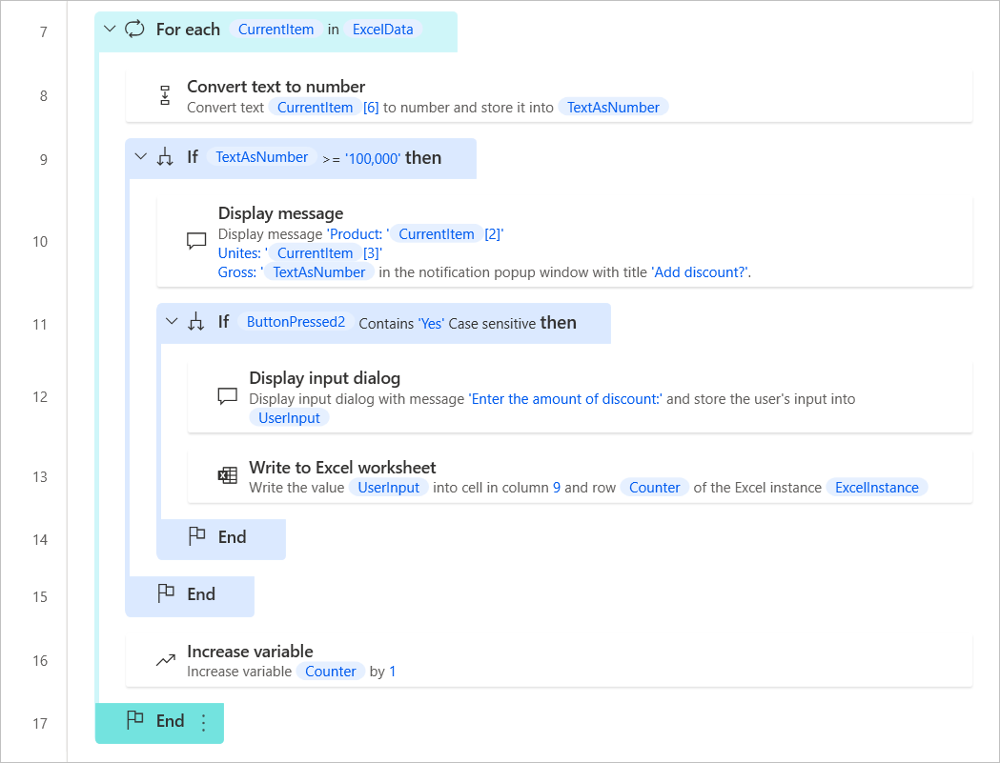 7 For each CurrentItem in ExcelData
8 Convert text to number
Convert text CurrentItem [6] to number and store it into TextAsNumber
9 If TextAsNumber >= '100,000' then
Display message
10 Display message 'Product: ' CurrentItem [2]'
Unites: ' CurrentItem [3]'
Gross: ' TextAsNumber in the notification popup window with title 'Add discount?'.
11 If ButtonPressed2 Contains 'Yes' Case sensitive then
Display input dialog
12 Display input dialog with message 'Enter the amount of discount:' and store the user's input into
UserInput
13 Write to Excel worksheet
Write the value UserInput into cell in column 9 and row Counter of the Excel instance ExcelInstance
14 End
15 End
16 Increase variable
Increase variable Counter by 1
17 End